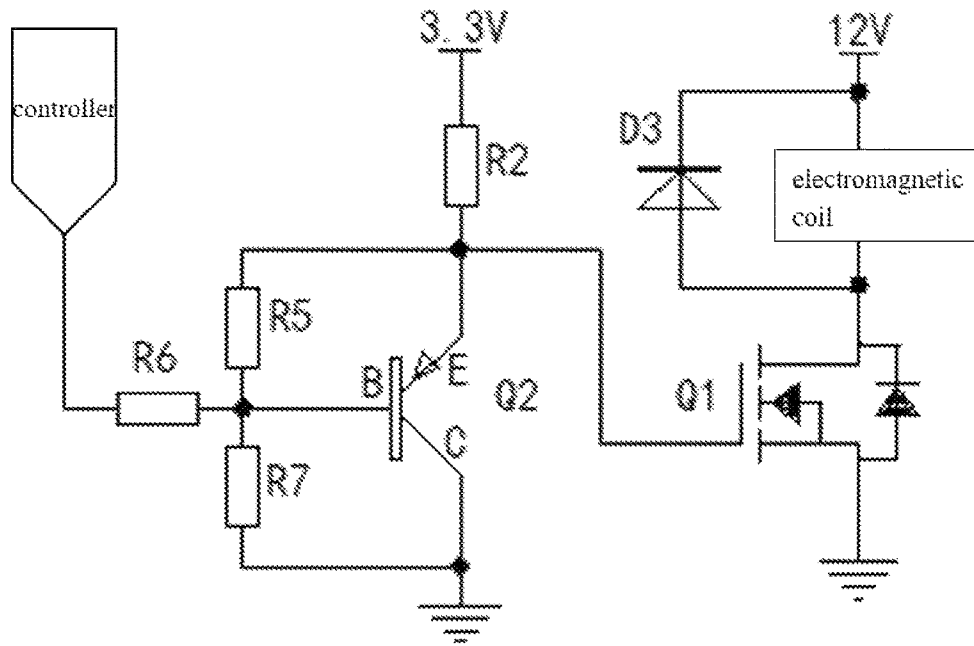 3.3V
12V
controller
D3
R2
electromagnetic
coil
R5
R6
B
E
Q2
Q1
C
R7